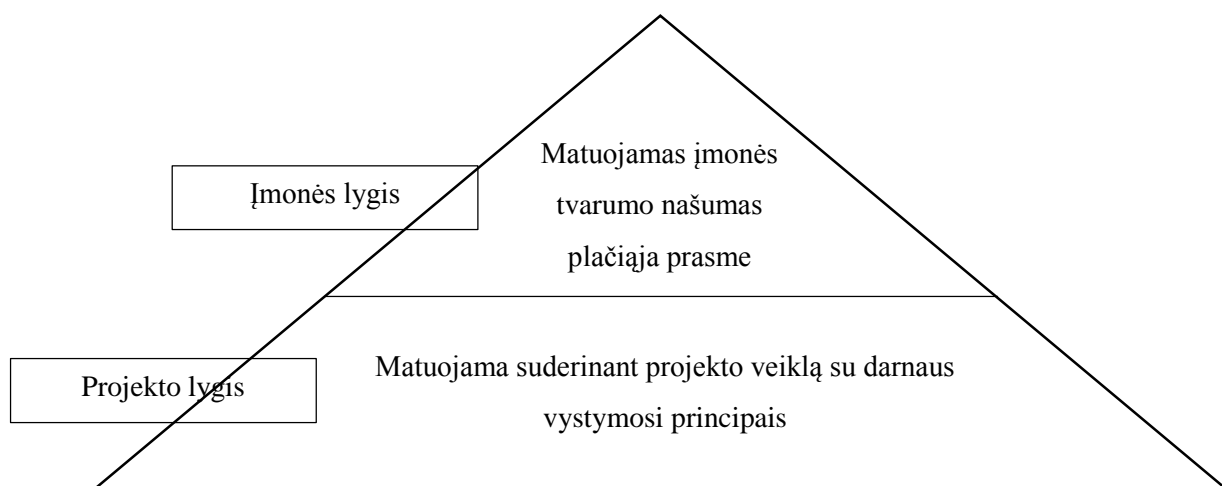 Įmonės lygis
Matuojamas įmonės
tvarumo našumas
plačiąja prasme
Projekto lygis
Matuojama suderinant projekto veiklą su darnaus
vystymosi principais